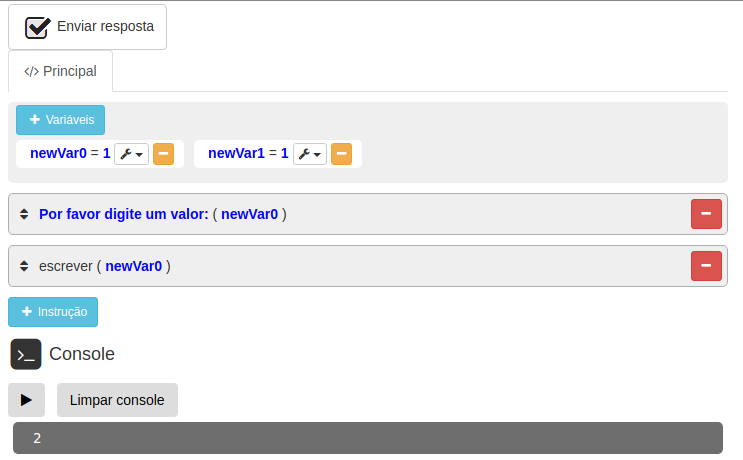 Enviar resposta
</> Principal
+ Variáveis
newVar0 = 1 newVar1 = 1
Por favor digite um valor: ( newVar0 )
escrever ( newVar0 )
+ Instrução
>_ Console
Limpar console
2